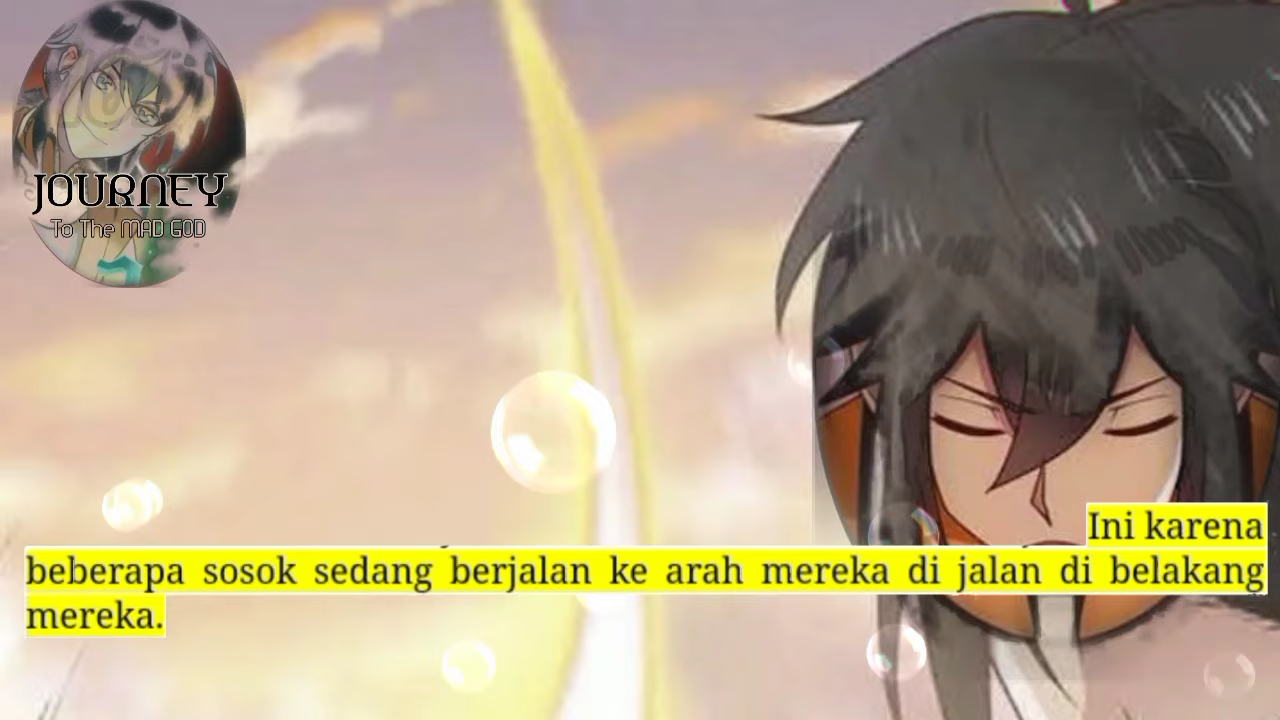 JOURNEY
To The MAD GOD
Ini karena
beberapa sosok sedang berjalan ke arah mereka di jalan di belakang
mereka.